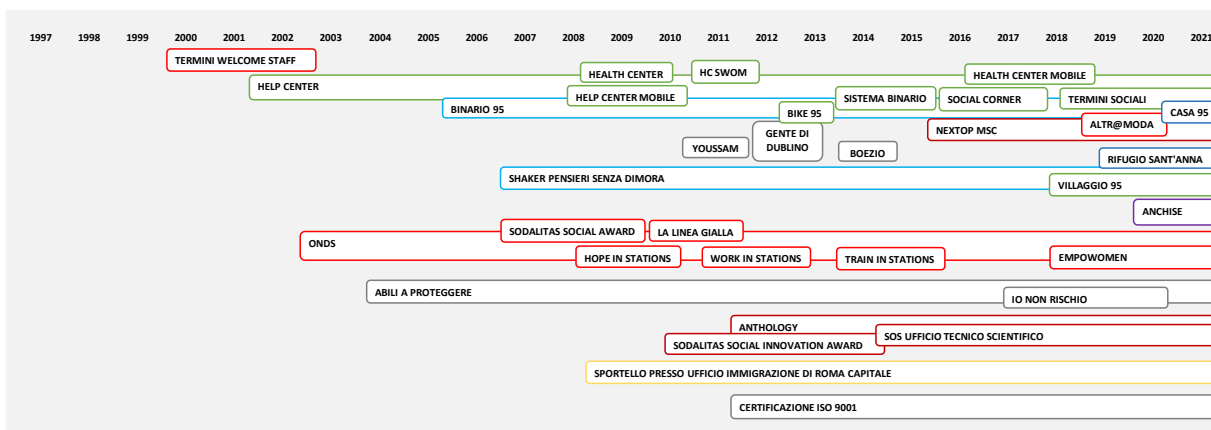 1997 1998 1999 2000 2001 2002 2003 2004 2005 2006 2007 2008 2009 2010 2011 2012 2013 2014 2015 2016 2017 2018 2019 2020 2021
TERMINI WELCOME STAFF
HEALTH CENTER
HC SWOM
HEALTH CENTER MOBILE
HELP CENTER
HELP CENTER MOBILE
SISTEMA BINARIO
SOCIAL CORNER
TERMINI SOCIALI
BINARIO 95
BIKE 95
CASA 95
NEXTOP MSC
ALTR@MODA
GENTE DI
DUBLINO
YOUSSAM
BOEZIO
RIFUGIO SANT'ANNA
SHAKER PENSIERI SENZA DIMORA
VILLAGGIO 95
ANCHISE
SODALITAS SOCIAL AWARD
LA LINEA GIALLA
ONDS
HOPE IN STATIONS
WORK IN STATIONS
TRAIN IN STATIONS
EMPOWOMEN
ABILI A PROTEGGERE
IO NON RISCHIO
ANTHOLOGY
SOS UFFICIO TECNICO SCIENTIFICO
SODALITAS SOCIAL INNOVATION AWARD
SPORTELLO PRESSO UFFICIO IMMIGRAZIONE DI ROMA CAPITALE
CERTIFICAZIONE ISO 9001